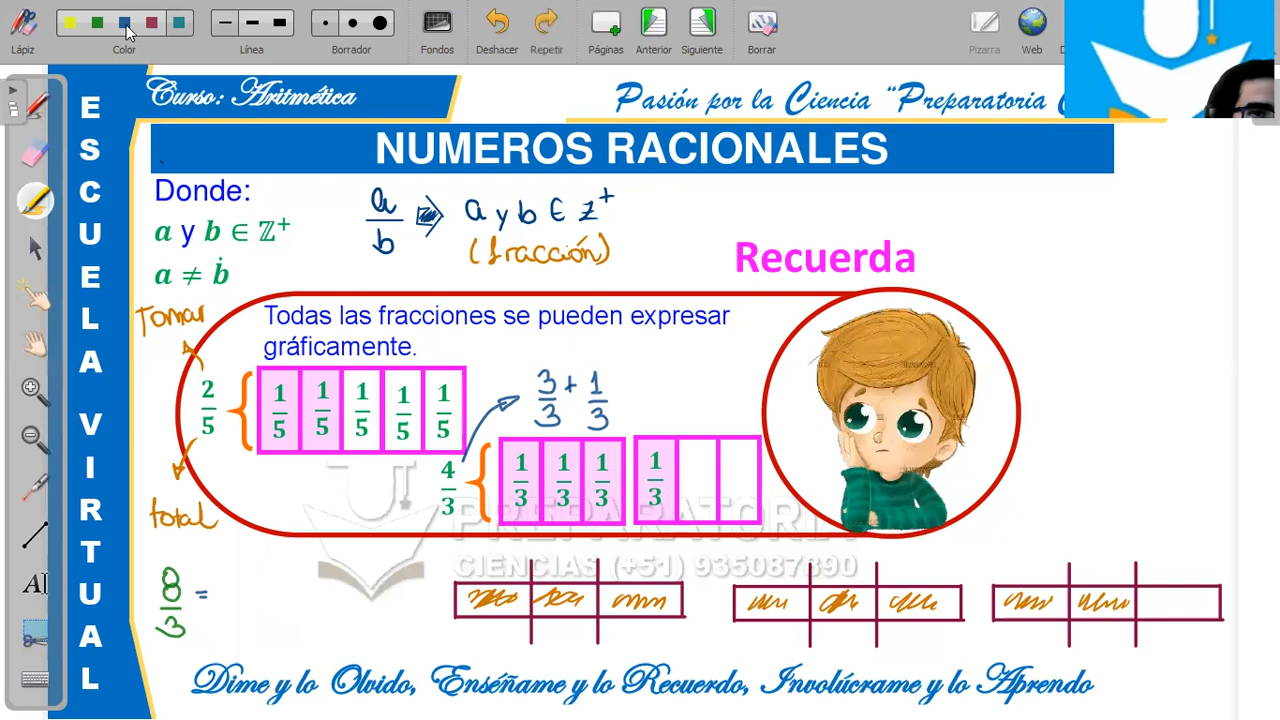 Lápiz
Color
Línea
Borrador
Fondos
Deshacer
Repetir
Páginas
Anterior
Siguiente
Borrar
Pizarra
Web
Curso: Aritmética
Pasión por la Ciencia "Preparatoria
ESCUELA VIRTUAL
NUMEROS RACIONALES
Donde:
a y b ∈ ℤ⁺
a ≠ ḃ
a/b ⇒ a y b ∈ Z⁺
(fracción)
Recuerda
Tomar
Todas las fracciones se pueden expresar
gráficamente.
2/5 { 1/5 1/5 1/5 1/5 1/5
3/3 + 1/3
4/3 { 1/3 1/3 1/3 1/3
total
PREPARATORIA
CIENCIAS (+51) 935087390
8/3 =
Dime y lo Olvido, Enséñame y lo Recuerdo, Involúcrame y lo Aprendo